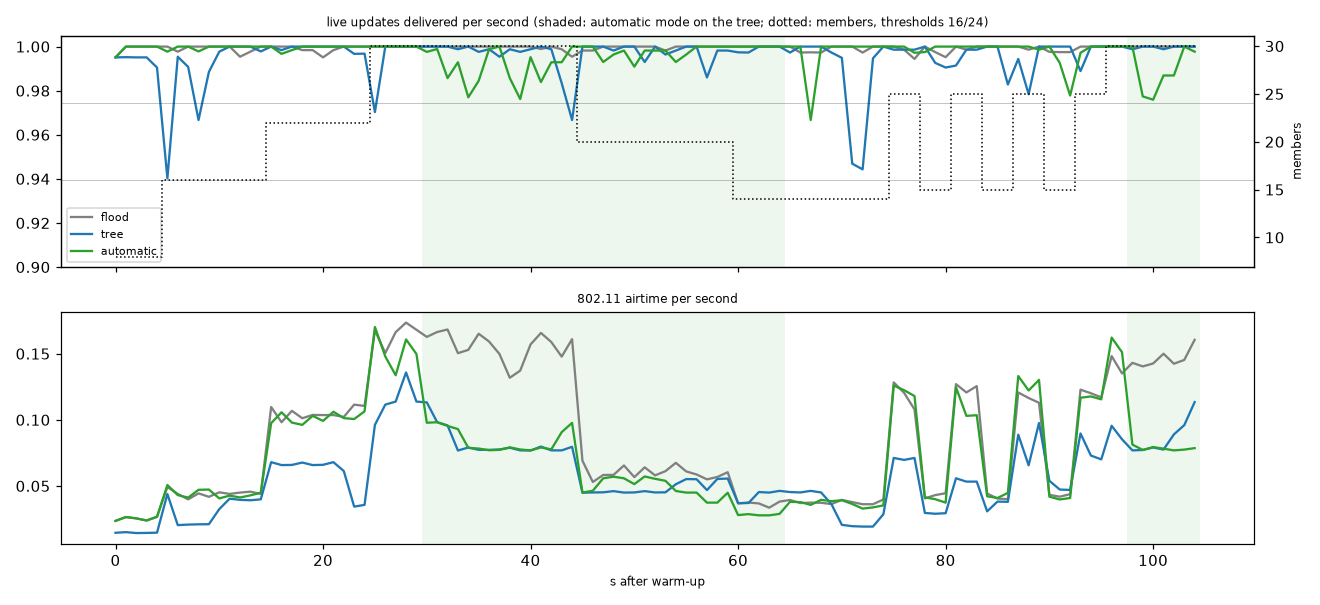 live updates delivered per second (shaded: automatic mode on the tree; dotted: members, thresholds 16/24)
1.00
0.98
0.96
0.94
0.92
0.90
flood
tree
automatic
30
25
20
15
10
members
802.11 airtime per second
0.15
0.10
0.05
0
20
40
60
80
100
s after warm-up